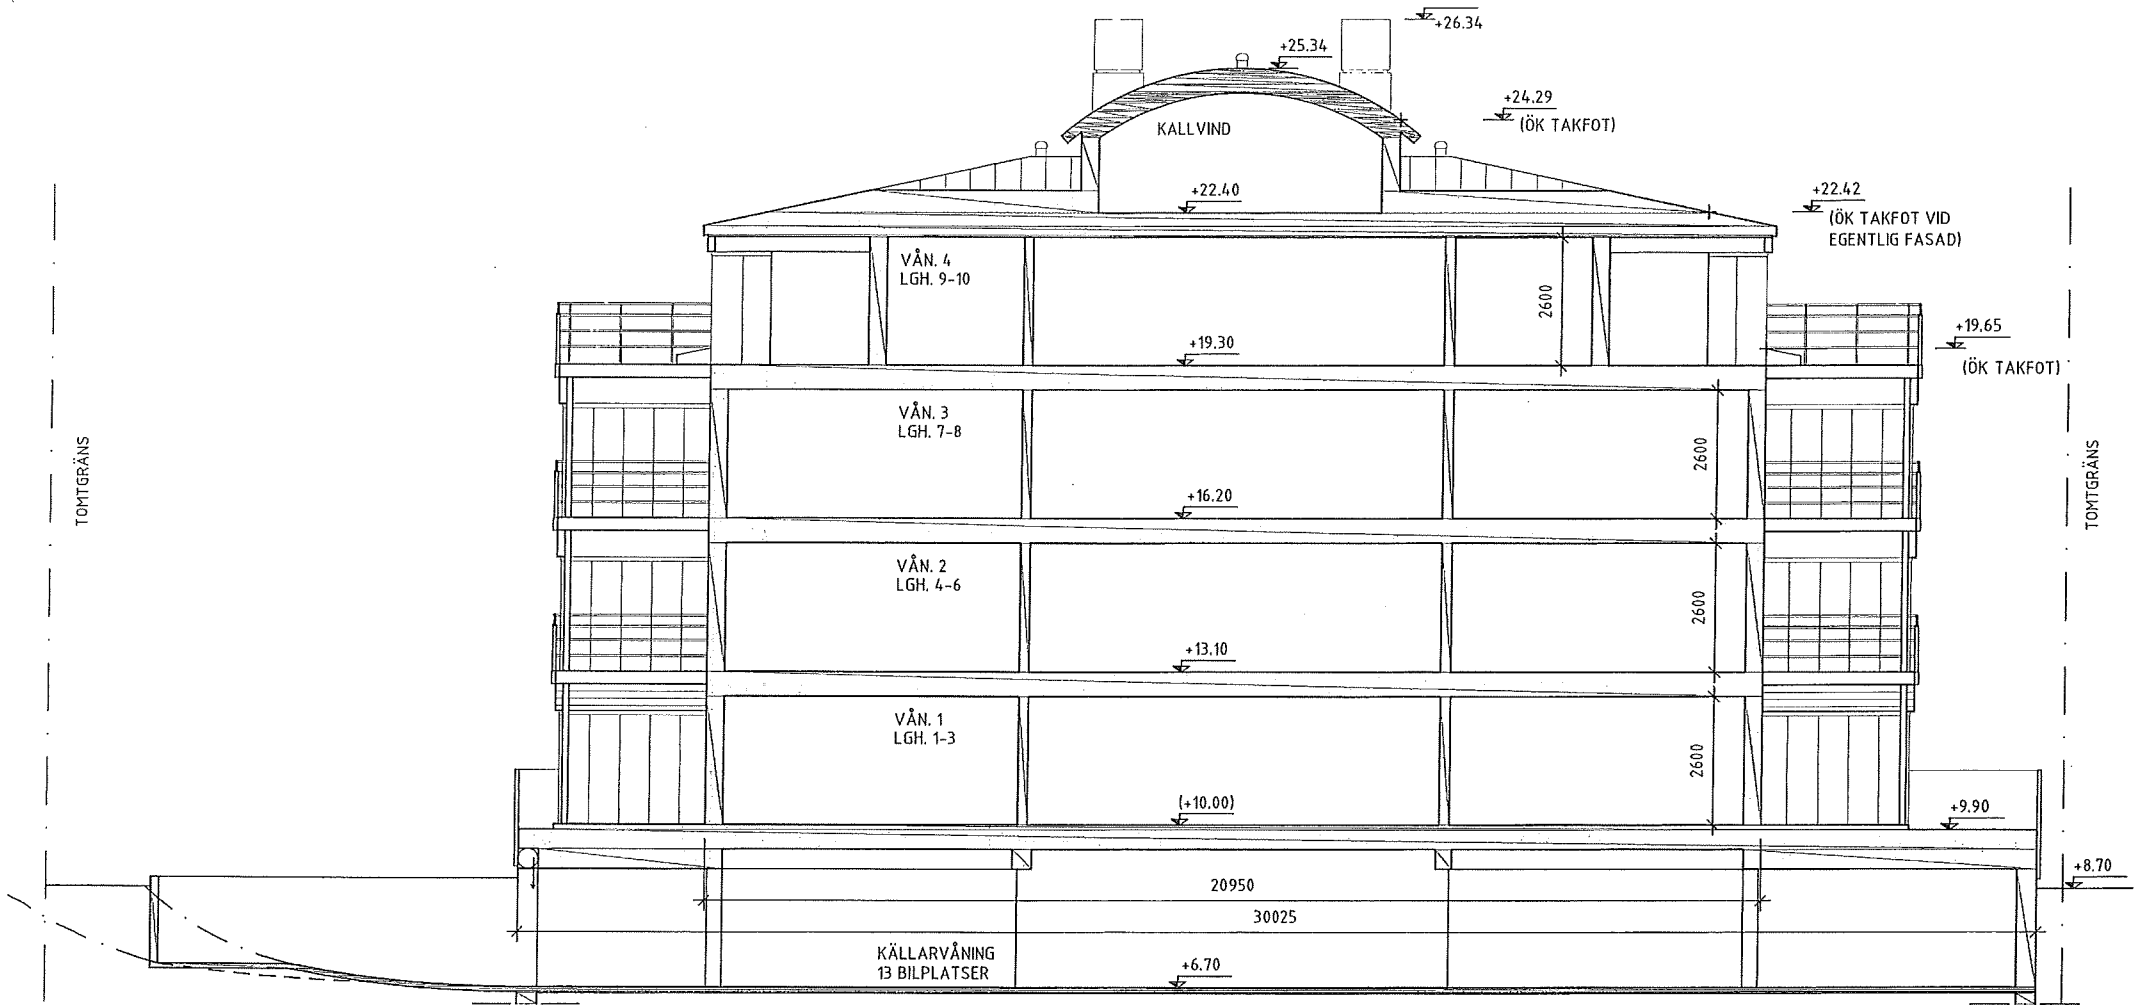 +26.34
+25.34
+24.29
(ÖK TAKFOT)
KALLVIND
+22.40
+22.42
(ÖK TAKFOT VID
EGENTLIG FASAD)
VÅN. 4
LGH. 9-10
2600
+19.65
(ÖK TAKFOT)
+19.30
VÅN. 3
LGH. 7-8
2600
TOMTGRÄNS
TOMTGRÄNS
+16.20
VÅN. 2
LGH. 4-6
2600
+13.10
VÅN. 1
LGH. 1-3
2600
(+10.00)
+9.90
+8.70
20950
30025
KÄLLARVÅNING
13 BILPLATSER
+6.70